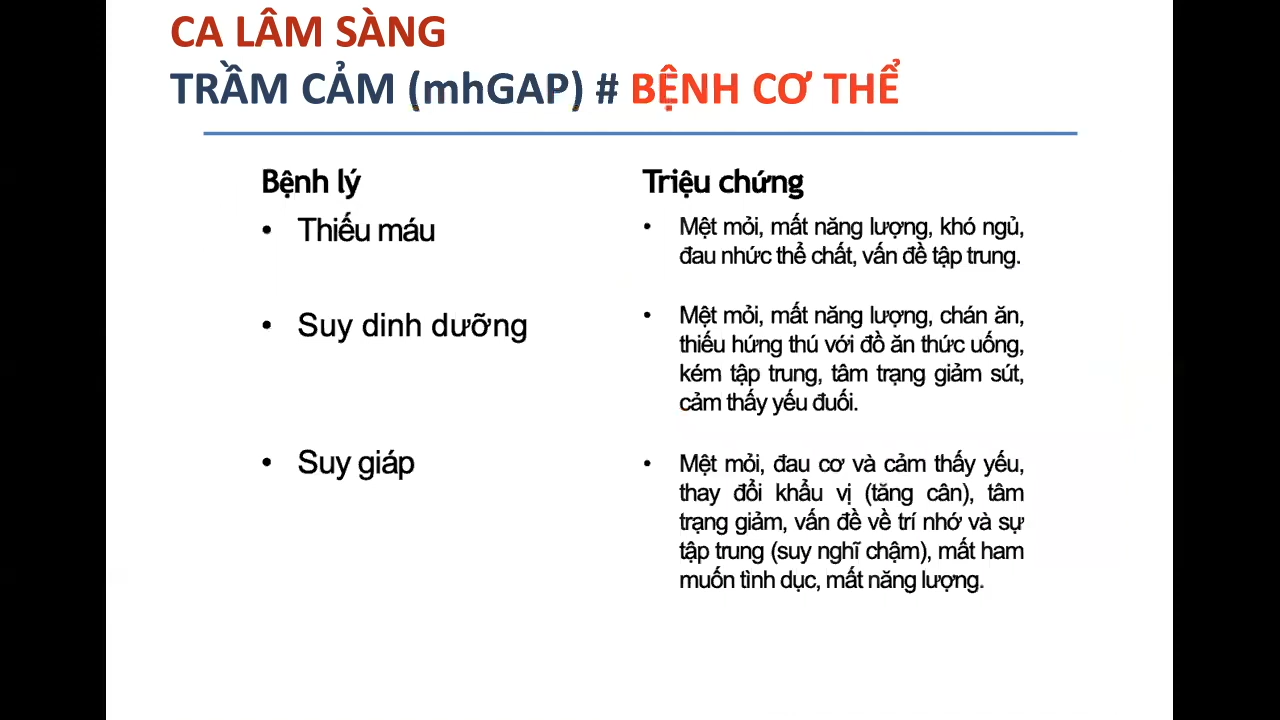 CA LÂM SÀNG
TRẦM CẢM (mhGAP) # BỆNH CƠ THỂ
Bệnh lý
• Thiếu máu
• Suy dinh dưỡng
• Suy giáp
Triệu chứng
• Mệt mỏi, mất năng lượng, khó ngủ,
đau nhức thể chất, vấn đề tập trung.
• Mệt mỏi, mất năng lượng, chán ăn,
thiếu hứng thú với đồ ăn thức uống,
kém tập trung, tâm trạng giảm sút,
cảm thấy yếu đuối.
• Mệt mỏi, đau cơ và cảm thấy yếu,
thay đổi khẩu vị (tăng cân), tâm
trạng giảm, vấn đề về trí nhớ và sự
tập trung (suy nghĩ chậm), mất ham
muốn tình dục, mất năng lượng.